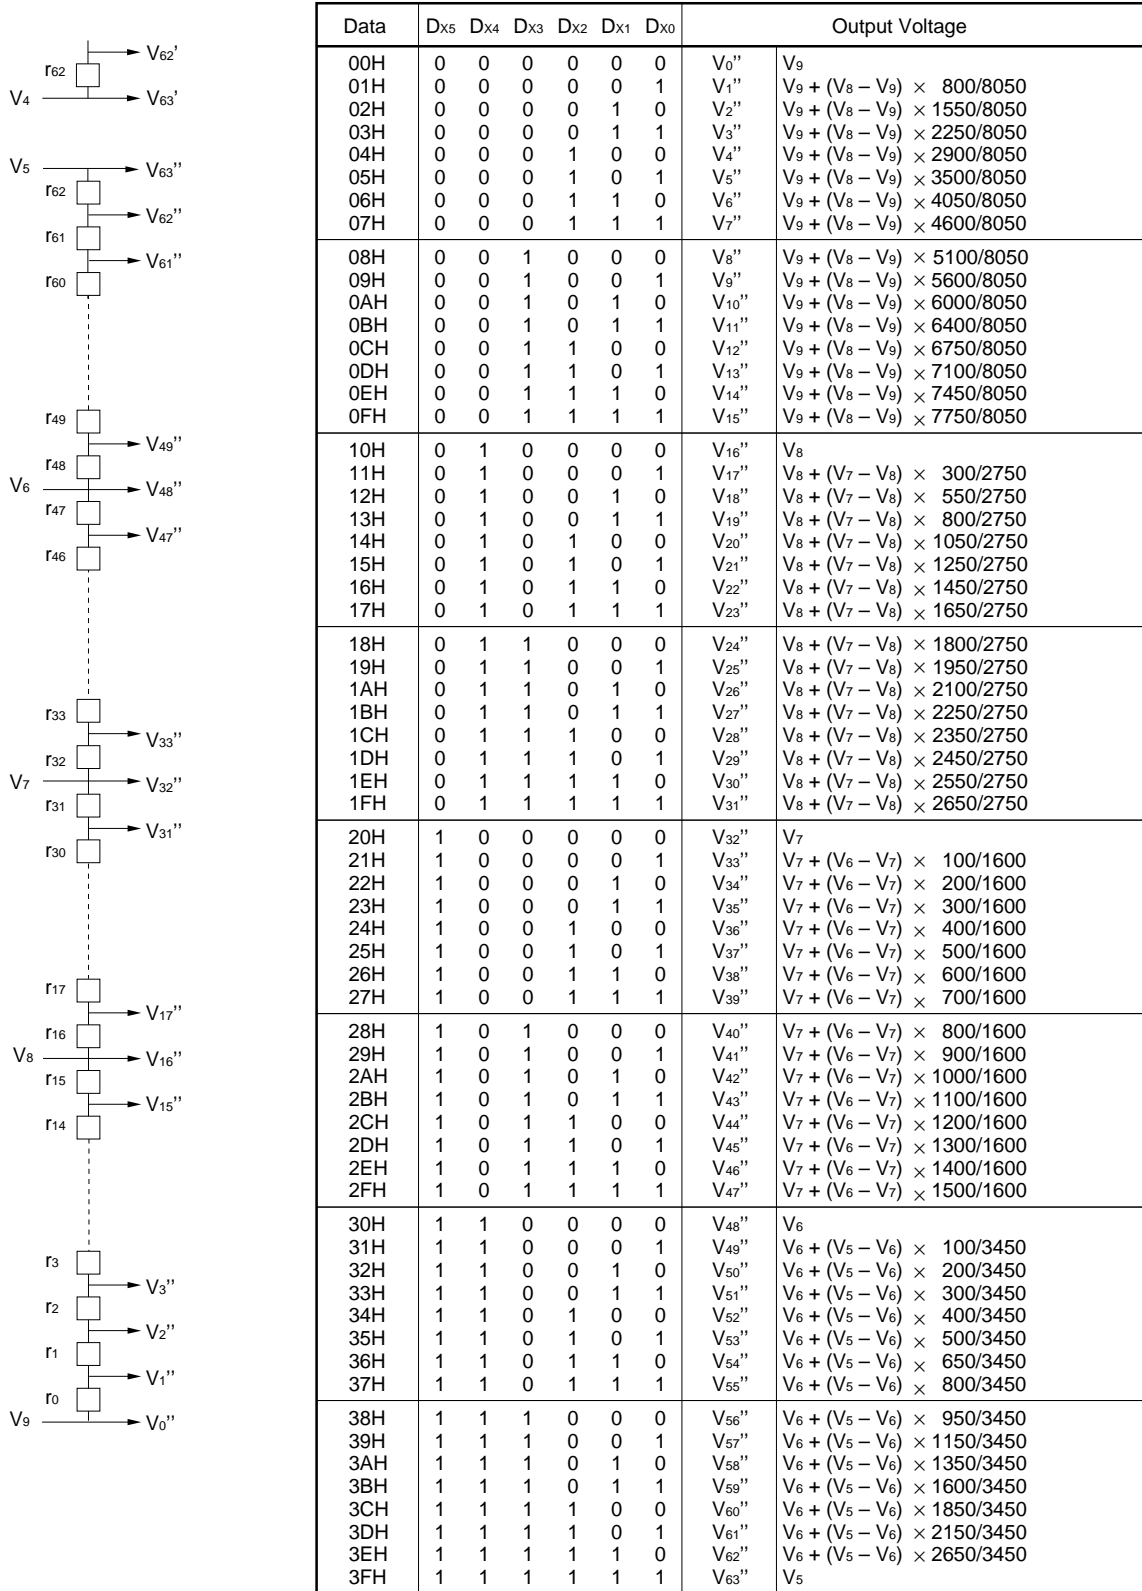 V62’
r62
V4 V63’
V5 V63’’
r62
V62’’
r61
V61’’
r60
r49
V49’’
r48
V6 V48’’
r47
V47’’
r46
r33
V33’’
r32
V7 V32’’
r31
V31’’
r30
r17
V17’’
r16
V8 V16’’
r15
V15’’
r14
r3
V3’’
r2
V2’’
r1
V1’’
r0
V9 V0’’
Data DX5 DX4 DX3 DX2 DX1 DX0 Output Voltage
00H 0 0 0 0 0 0 V0’’ V9
01H 0 0 0 0 0 1 V1’’ V9 + (V8 – V9) × 800/8050
02H 0 0 0 0 1 0 V2’’ V9 + (V8 – V9) × 1550/8050
03H 0 0 0 0 1 1 V3’’ V9 + (V8 – V9) × 2250/8050
04H 0 0 0 1 0 0 V4’’ V9 + (V8 – V9) × 2900/8050
05H 0 0 0 1 0 1 V5’’ V9 + (V8 – V9) × 3500/8050
06H 0 0 0 1 1 0 V6’’ V9 + (V8 – V9) × 4050/8050
07H 0 0 0 1 1 1 V7’’ V9 + (V8 – V9) × 4600/8050
08H 0 0 1 0 0 0 V8’’ V9 + (V8 – V9) × 5100/8050
09H 0 0 1 0 0 1 V9’’ V9 + (V8 – V9) × 5600/8050
0AH 0 0 1 0 1 0 V10’’ V9 + (V8 – V9) × 6000/8050
0BH 0 0 1 0 1 1 V11’’ V9 + (V8 – V9) × 6400/8050
0CH 0 0 1 1 0 0 V12’’ V9 + (V8 – V9) × 6750/8050
0DH 0 0 1 1 0 1 V13’’ V9 + (V8 – V9) × 7100/8050
0EH 0 0 1 1 1 0 V14’’ V9 + (V8 – V9) × 7450/8050
0FH 0 0 1 1 1 1 V15’’ V9 + (V8 – V9) × 7750/8050
10H 0 1 0 0 0 0 V16’’ V8
11H 0 1 0 0 0 1 V17’’ V8 + (V7 – V8) × 300/2750
12H 0 1 0 0 1 0 V18’’ V8 + (V7 – V8) × 550/2750
13H 0 1 0 0 1 1 V19’’ V8 + (V7 – V8) × 800/2750
14H 0 1 0 1 0 0 V20’’ V8 + (V7 – V8) × 1050/2750
15H 0 1 0 1 0 1 V21’’ V8 + (V7 – V8) × 1250/2750
16H 0 1 0 1 1 0 V22’’ V8 + (V7 – V8) × 1450/2750
17H 0 1 0 1 1 1 V23’’ V8 + (V7 – V8) × 1650/2750
18H 0 1 1 0 0 0 V24’’ V8 + (V7 – V8) × 1800/2750
19H 0 1 1 0 0 1 V25’’ V8 + (V7 – V8) × 1950/2750
1AH 0 1 1 0 1 0 V26’’ V8 + (V7 – V8) × 2100/2750
1BH 0 1 1 0 1 1 V27’’ V8 + (V7 – V8) × 2250/2750
1CH 0 1 1 1 0 0 V28’’ V8 + (V7 – V8) × 2350/2750
1DH 0 1 1 1 0 1 V29’’ V8 + (V7 – V8) × 2450/2750
1EH 0 1 1 1 1 0 V30’’ V8 + (V7 – V8) × 2550/2750
1FH 0 1 1 1 1 1 V31’’ V8 + (V7 – V8) × 2650/2750
20H 1 0 0 0 0 0 V32’’ V7
21H 1 0 0 0 0 1 V33’’ V7 + (V6 – V7) × 100/1600
22H 1 0 0 0 1 0 V34’’ V7 + (V6 – V7) × 200/1600
23H 1 0 0 0 1 1 V35’’ V7 + (V6 – V7) × 300/1600
24H 1 0 0 1 0 0 V36’’ V7 + (V6 – V7) × 400/1600
25H 1 0 0 1 0 1 V37’’ V7 + (V6 – V7) × 500/1600
26H 1 0 0 1 1 0 V38’’ V7 + (V6 – V7) × 600/1600
27H 1 0 0 1 1 1 V39’’ V7 + (V6 – V7) × 700/1600
28H 1 0 1 0 0 0 V40’’ V7 + (V6 – V7) × 800/1600
29H 1 0 1 0 0 1 V41’’ V7 + (V6 – V7) × 900/1600
2AH 1 0 1 0 1 0 V42’’ V7 + (V6 – V7) × 1000/1600
2BH 1 0 1 0 1 1 V43’’ V7 + (V6 – V7) × 1100/1600
2CH 1 0 1 1 0 0 V44’’ V7 + (V6 – V7) × 1200/1600
2DH 1 0 1 1 0 1 V45’’ V7 + (V6 – V7) × 1300/1600
2EH 1 0 1 1 1 0 V46’’ V7 + (V6 – V7) × 1400/1600
2FH 1 0 1 1 1 1 V47’’ V7 + (V6 – V7) × 1500/1600
30H 1 1 0 0 0 0 V48’’ V6
31H 1 1 0 0 0 1 V49’’ V6 + (V5 – V6) × 100/3450
32H 1 1 0 0 1 0 V50’’ V6 + (V5 – V6) × 200/3450
33H 1 1 0 0 1 1 V51’’ V6 + (V5 – V6) × 300/3450
34H 1 1 0 1 0 0 V52’’ V6 + (V5 – V6) × 400/3450
35H 1 1 0 1 0 1 V53’’ V6 + (V5 – V6) × 500/3450
36H 1 1 0 1 1 0 V54’’ V6 + (V5 – V6) × 650/3450
37H 1 1 0 1 1 1 V55’’ V6 + (V5 – V6) × 800/3450
38H 1 1 1 0 0 0 V56’’ V6 + (V5 – V6) × 950/3450
39H 1 1 1 0 0 1 V57’’ V6 + (V5 – V6) × 1150/3450
3AH 1 1 1 0 1 0 V58’’ V6 + (V5 – V6) × 1350/3450
3BH 1 1 1 0 1 1 V59’’ V6 + (V5 – V6) × 1600/3450
3CH 1 1 1 1 0 0 V60’’ V6 + (V5 – V6) × 1850/3450
3DH 1 1 1 1 0 1 V61’’ V6 + (V5 – V6) × 2150/3450
3EH 1 1 1 1 1 0 V62’’ V6 + (V5 – V6) × 2650/3450
3FH 1 1 1 1 1 1 V63’’ V5